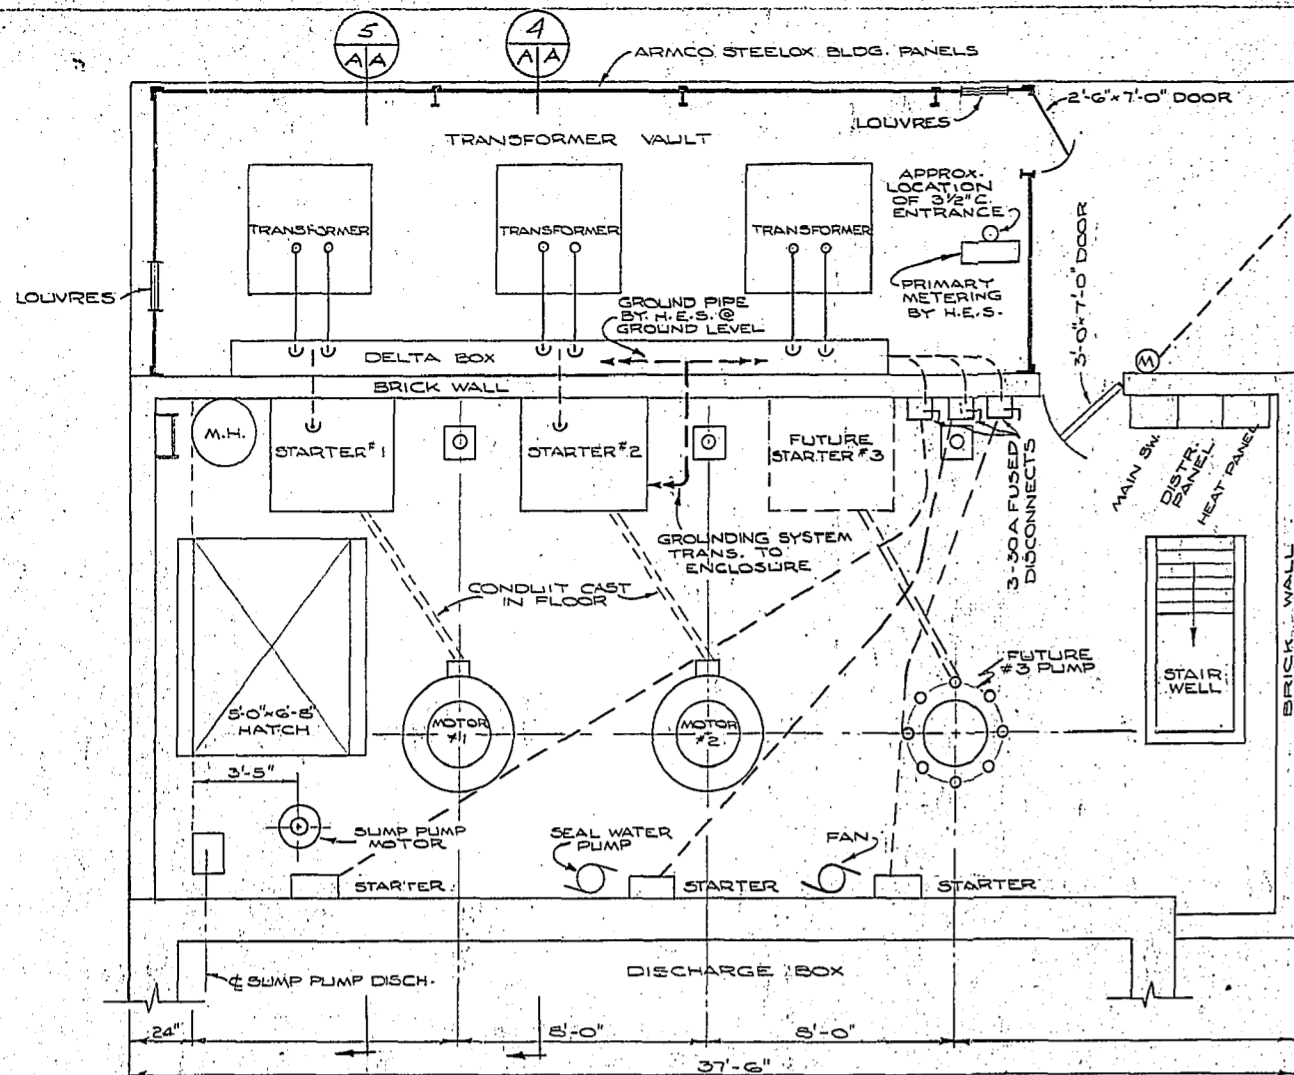 5
A A
4
A A
ARMCO STEELOX BLDG. PANELS
2'-6"x7'-0" DOOR
LOUVRES
TRANSFORMER VAULT
APPROX.
LOCATION
OF 3½" C.
ENTRANCE
TRANSFORMER
TRANSFORMER
TRANSFORMER
3'-0"x7'-0" DOOR
LOUVRES
PRIMARY
METERING
BY H.E.S.
GROUND PIPE
BY H.E.S. @
GROUND LEVEL
DELTA BOX
M
BRICK WALL
M.H.
STARTER #1
STARTER #2
FUTURE
STARTER #3
3-30A FUSED
DISCONNECTS
MAIN SW.
DISTR.
PANEL
HEAT PANEL
GROUNDING SYSTEM
TRANS. TO
ENCLOSURE
CONDUIT CAST
IN FLOOR
BRICK WALL
FUTURE
#3 PUMP
STAIR
WELL
5'-0"x6'-8"
HATCH
MOTOR
#1
MOTOR
#2
3'-5"
SUMP PUMP
MOTOR
SEAL WATER
PUMP
FAN
STARTER
STARTER
STARTER
℄ SUMP PUMP DISCH.
DISCHARGE BOX
24"
8'-0"
8'-0"
37'-6"